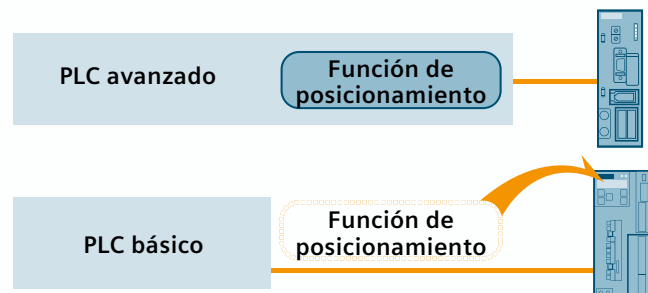 PLC avanzado
Función de
posicionamiento
PLC básico
Función de
posicionamiento